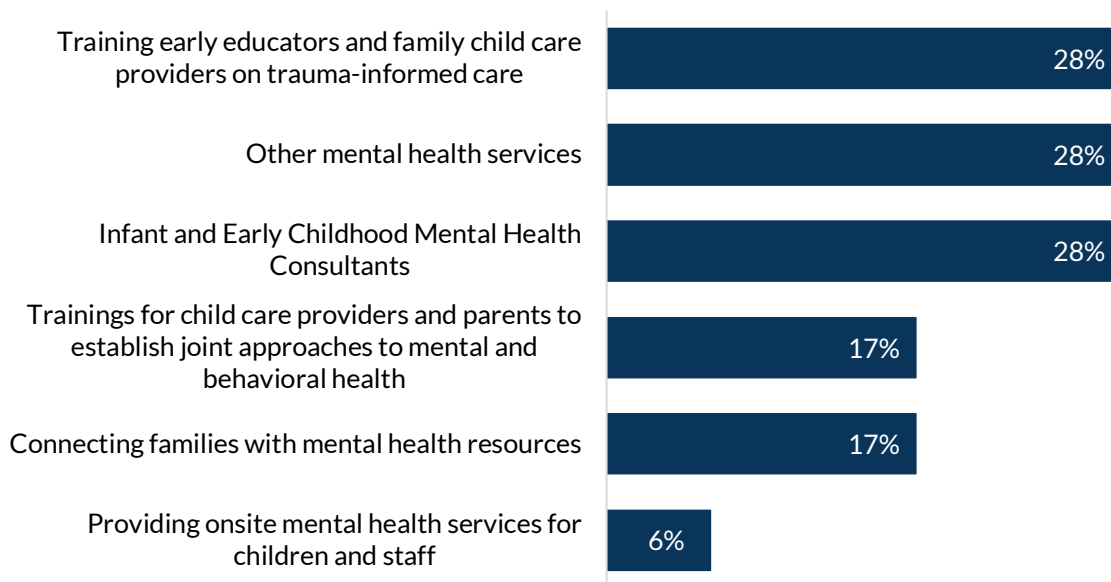 Training early educators and family child care
providers on trauma-informed care
28%
Other mental health services
28%
Infant and Early Childhood Mental Health
Consultants
28%
Trainings for child care providers and parents to
establish joint approaches to mental and
behavioral health
17%
Connecting families with mental health resources
17%
Providing onsite mental health services for
children and staff
6%